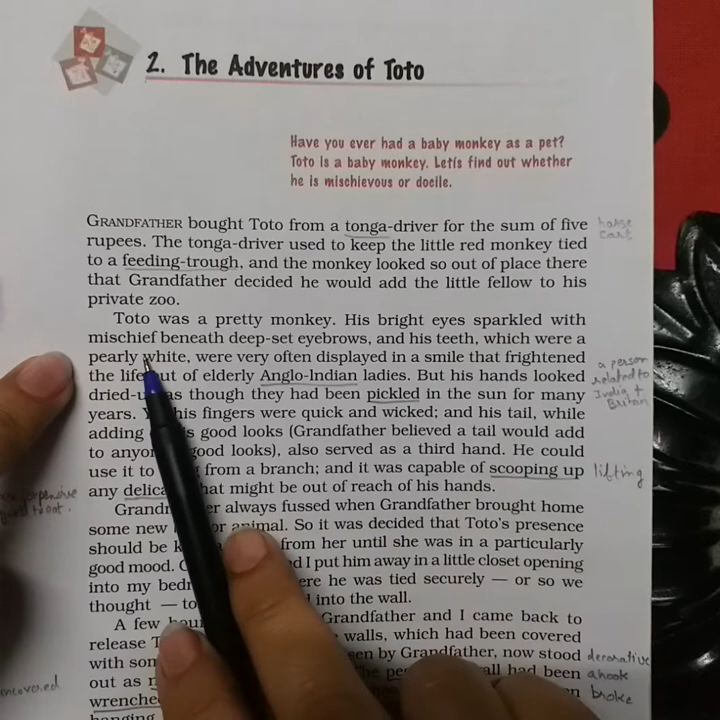 2. The Adventures of Toto
Have you ever had a baby monkey as a pet?
Toto is a baby monkey. Letís find out whether
he is mischievous or docile.
GRANDFATHER bought Toto from a tonga-driver for the sum of five
horse
rupees. The tonga-driver used to keep the little red monkey tied
cart
to a feeding-trough, and the monkey looked so out of place there
that Grandfather decided he would add the little fellow to his
private zoo.
Toto was a pretty monkey. His bright eyes sparkled with
mischief beneath deep-set eyebrows, and his teeth, which were a
pearly white, were very often displayed in a smile that frightened
a person
the life out of elderly Anglo-Indian ladies. But his hands looked
related to
dried-u as though they had been pickled in the sun for many
India +
Britan
years. his fingers were quick and wicked; and his tail, while
adding good looks (Grandfather believed a tail would add
to anyon good looks), also served as a third hand. He could
use it to from a branch; and it was capable of scooping up
lifting
any delica hat might be out of reach of his hands.
er always fussed when Grandfather brought home
some new or animal. So it was decided that Toto's presence
should be k from her until she was in a particularly
good mood. d I put him away in a little closet opening
into my bedr ere he was tied securely — or so we
thought — to into the wall.
A few hou Grandfather and I came back to
release T walls, which had been covered
with som en by Grandfather, now stood
decorative
out as all had been
a hook
wrenched
broke
uncovered